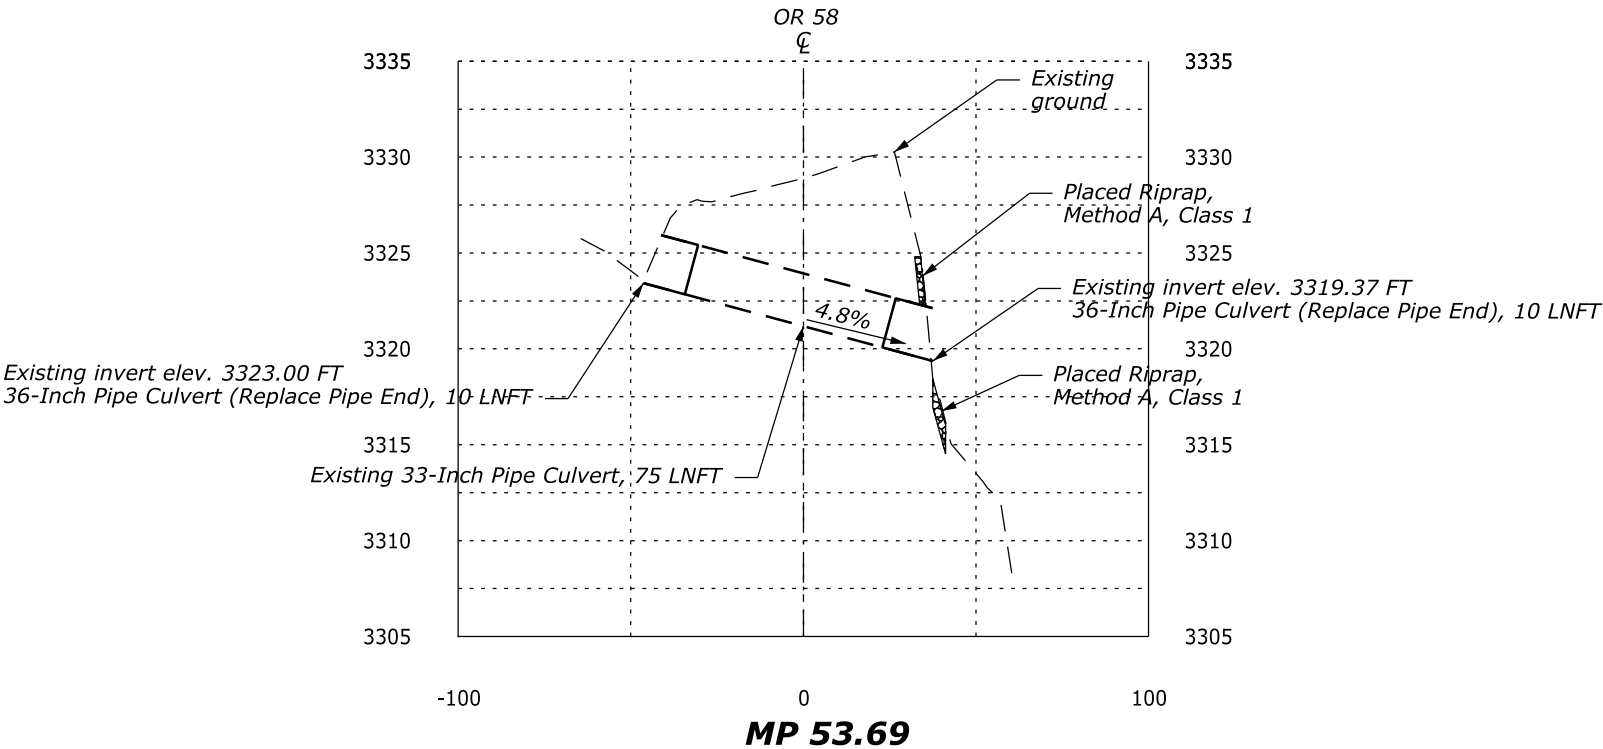 OR 58
℄
3335
3335
Existing
ground
3330
3330
Placed Riprap,
Method A, Class 1
3325
3325
Existing invert elev. 3319.37 FT
36-Inch Pipe Culvert (Replace Pipe End), 10 LNFT
4.8%
3320
3320
Existing invert elev. 3323.00 FT
36-Inch Pipe Culvert (Replace Pipe End), 10 LNFT
Placed Riprap,
Method A, Class 1
3315
3315
Existing 33-Inch Pipe Culvert, 75 LNFT
3310
3310
3305
3305
-100 0 100
MP 53.69